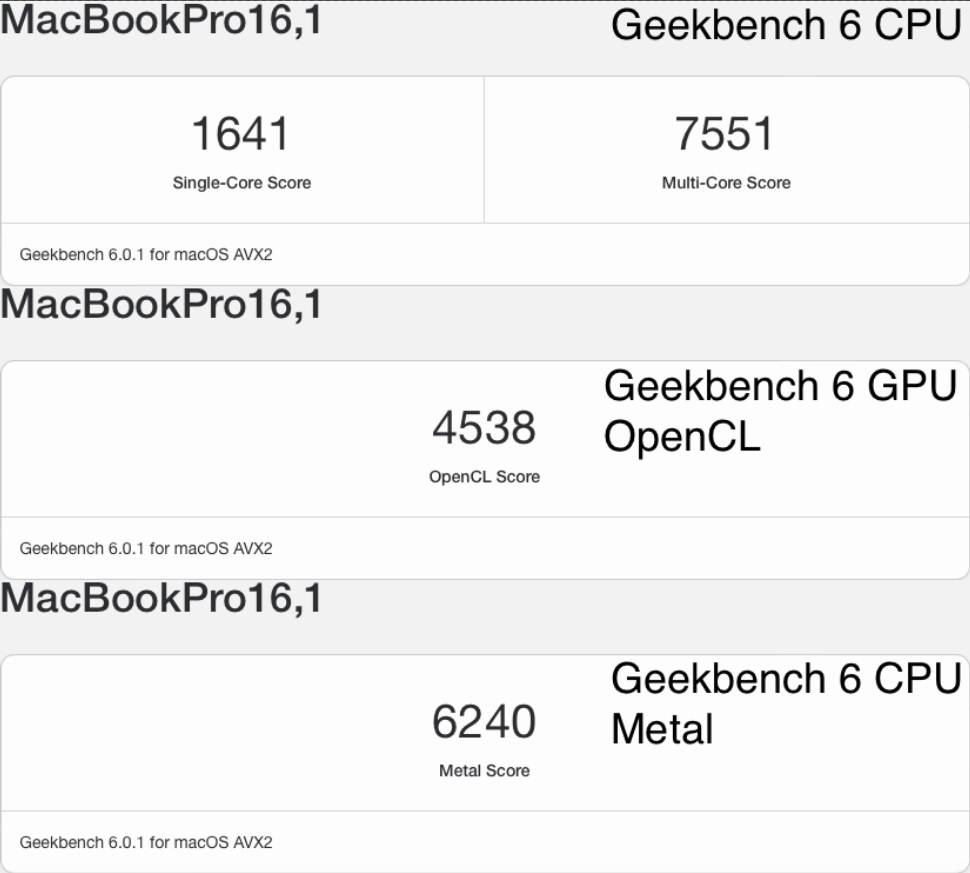 MacBookPro16,1
Geekbench 6 CPU
1641
7551
Single-Core Score
Multi-Core Score
Geekbench 6.0.1 for macOS AVX2
MacBookPro16,1
Geekbench 6 GPU
OpenCL
4538
OpenCL Score
Geekbench 6.0.1 for macOS AVX2
MacBookPro16,1
Geekbench 6 CPU
Metal
6240
Metal Score
Geekbench 6.0.1 for macOS AVX2